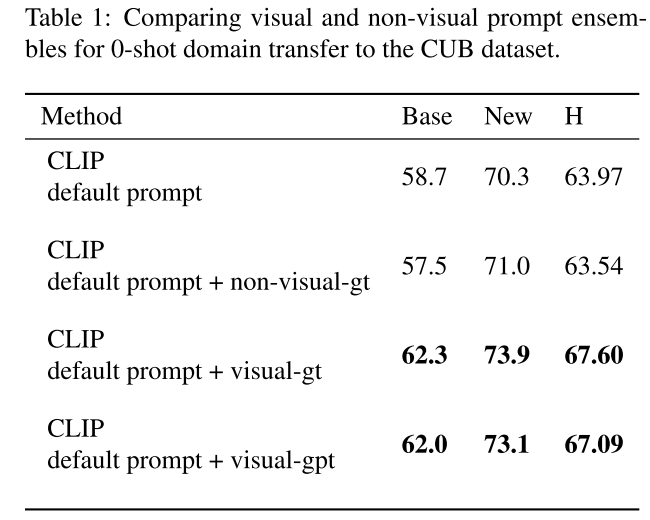 Table 1: Comparing visual and non-visual prompt ensem-
bles for 0-shot domain transfer to the CUB dataset.
Method Base New H
CLIP
default prompt 58.7 70.3 63.97
CLIP
default prompt + non-visual-gt 57.5 71.0 63.54
CLIP
default prompt + visual-gt 62.3 73.9 67.60
CLIP
default prompt + visual-gpt 62.0 73.1 67.09